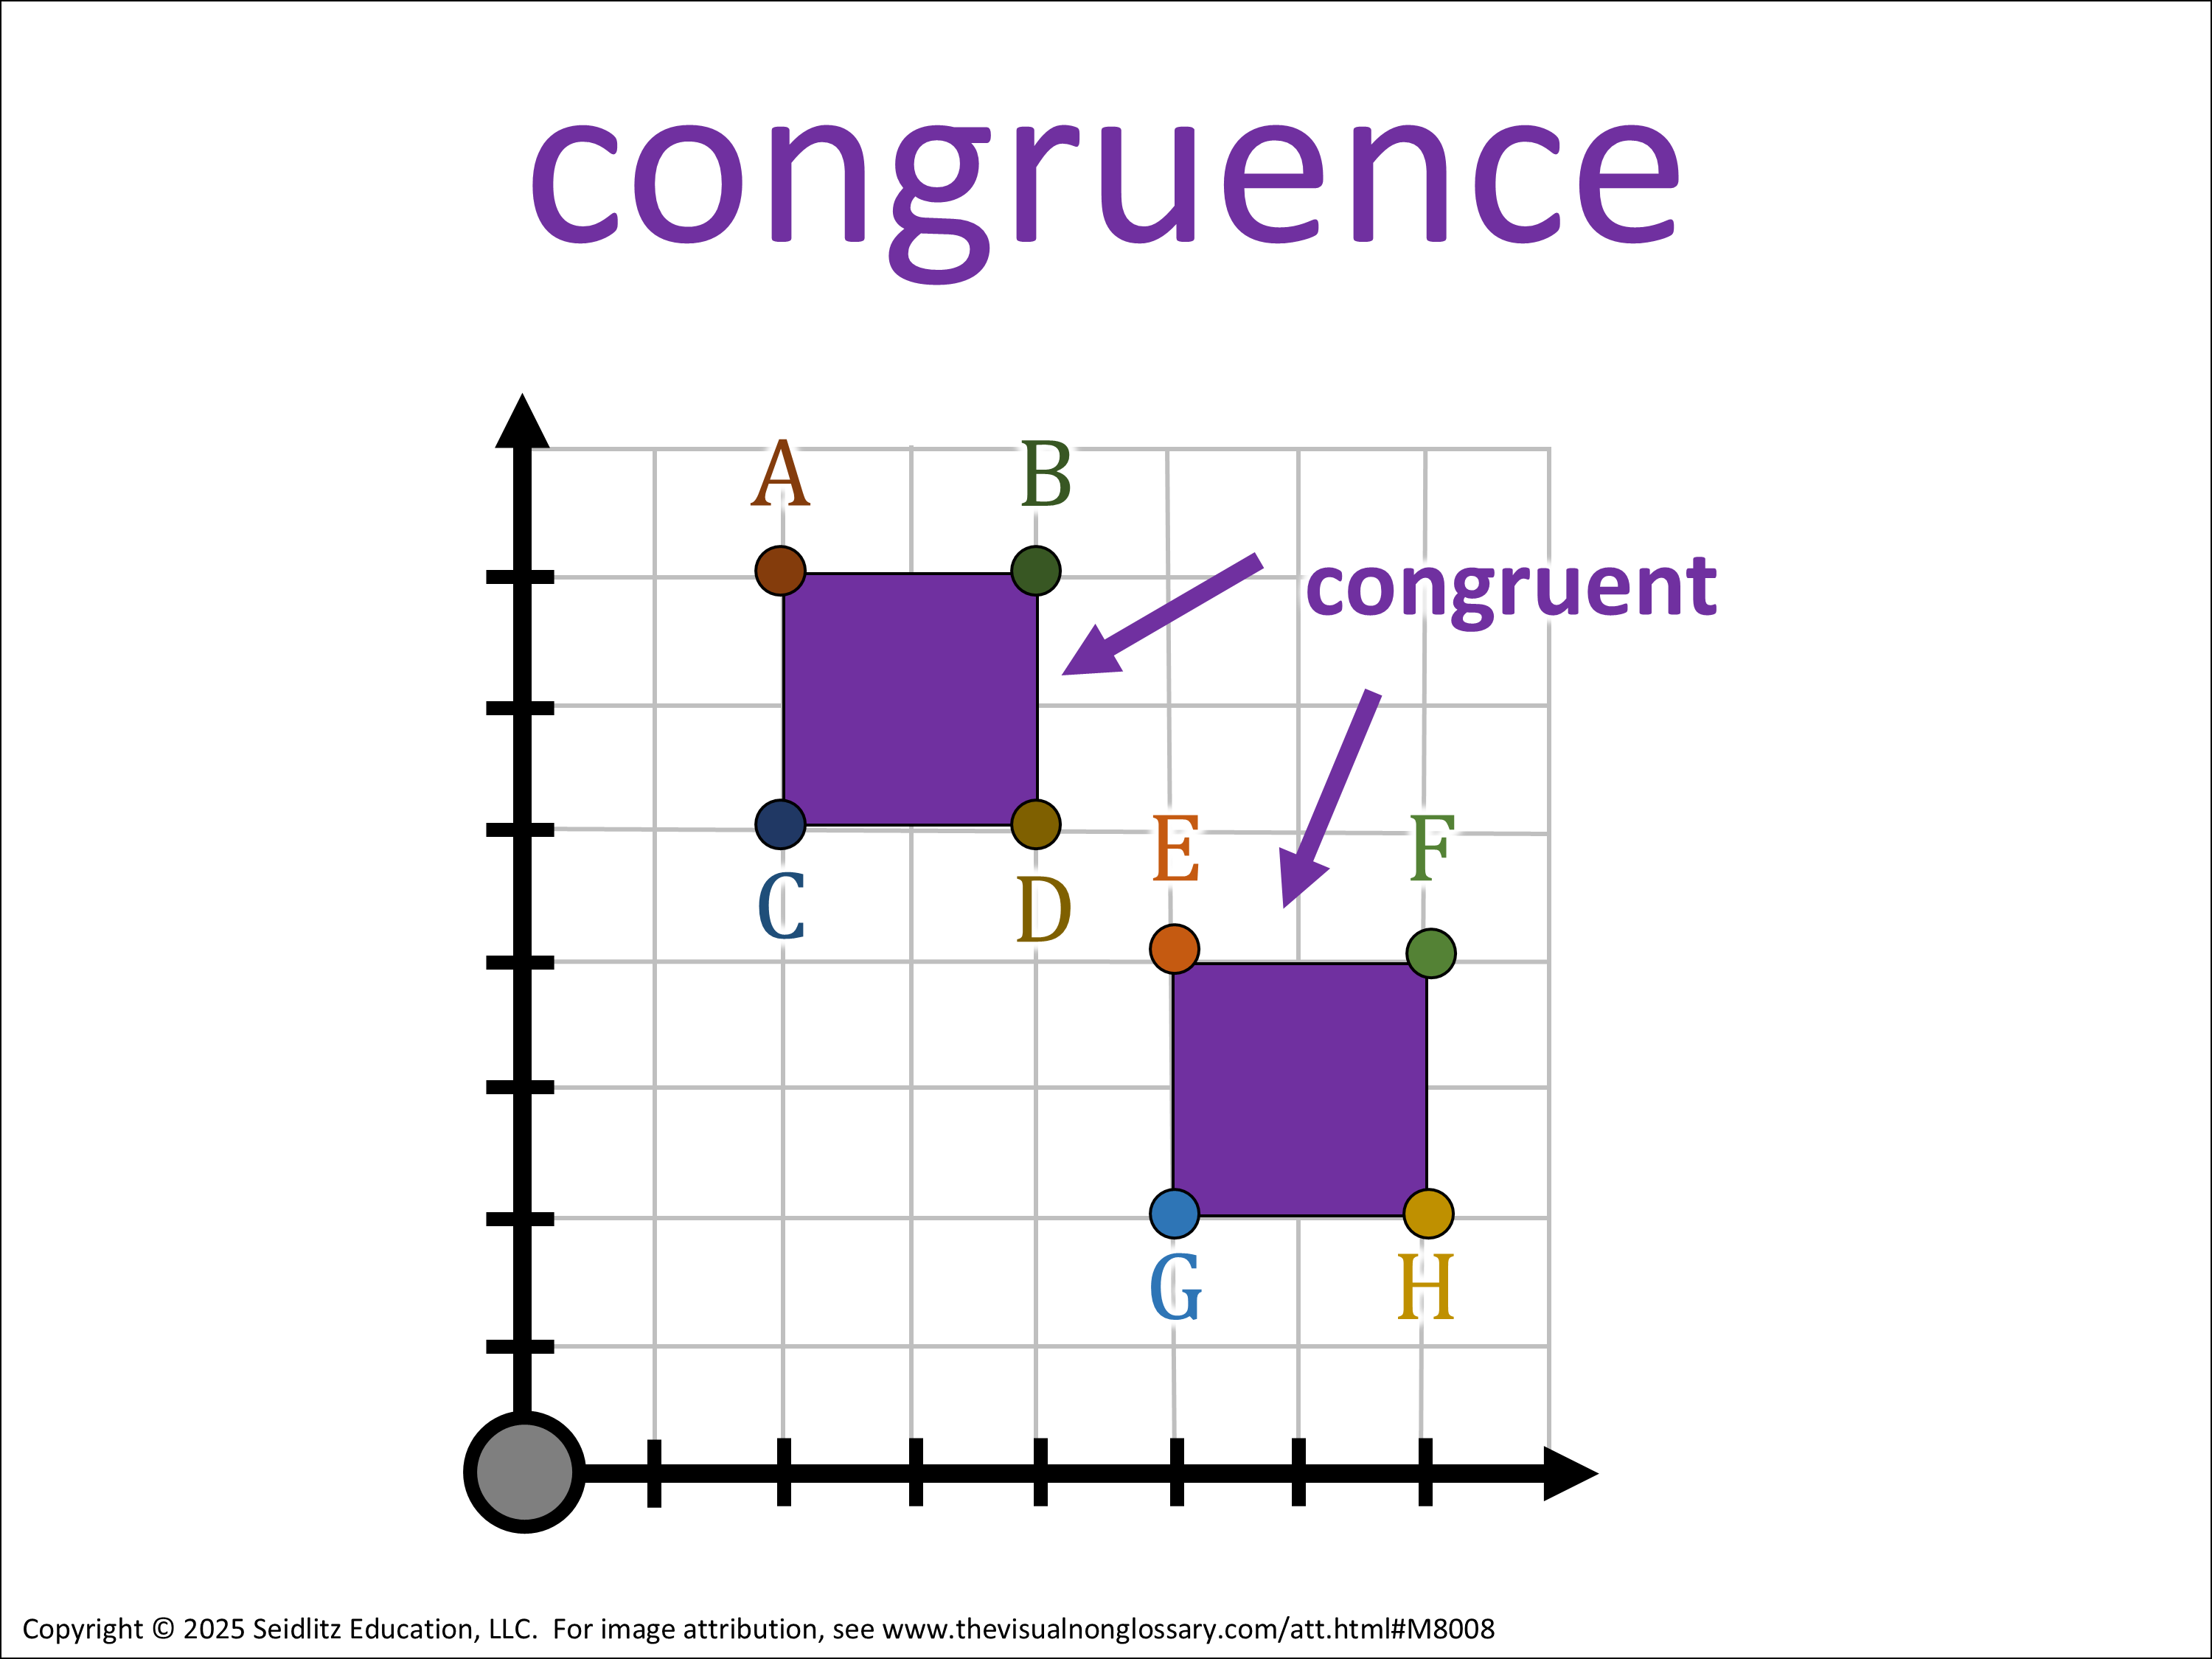 congruence
A B
congruent
E F
C D
G H
Copyright © 2025 Seidlitz Education, LLC.  For image attribution, see www.thevisualnonglossary.com/att.html#M8008